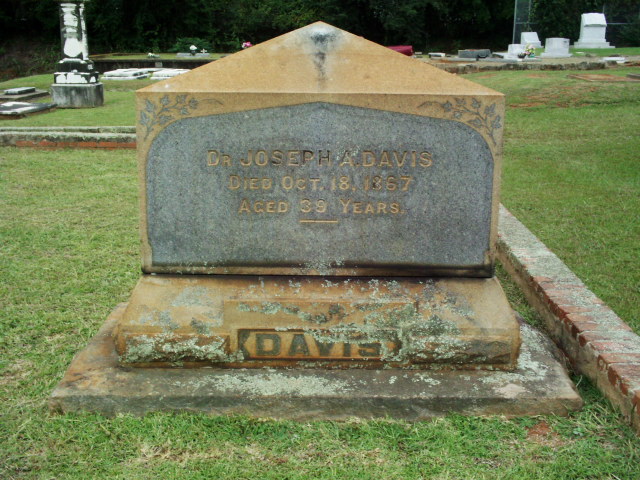 Dr JOSEPH A. DAVIS
Died Oct. 18, 1867
Aged 39 Years.
DAVIS